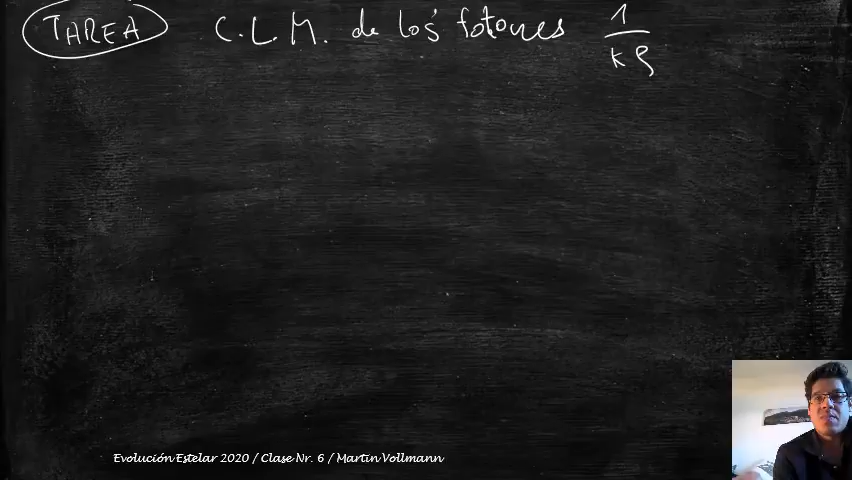 TAREA C.L.M. de los fotones 1/κρ
Evolución Estelar 2020 / Clase Nr. 6 / Martin Vollmann